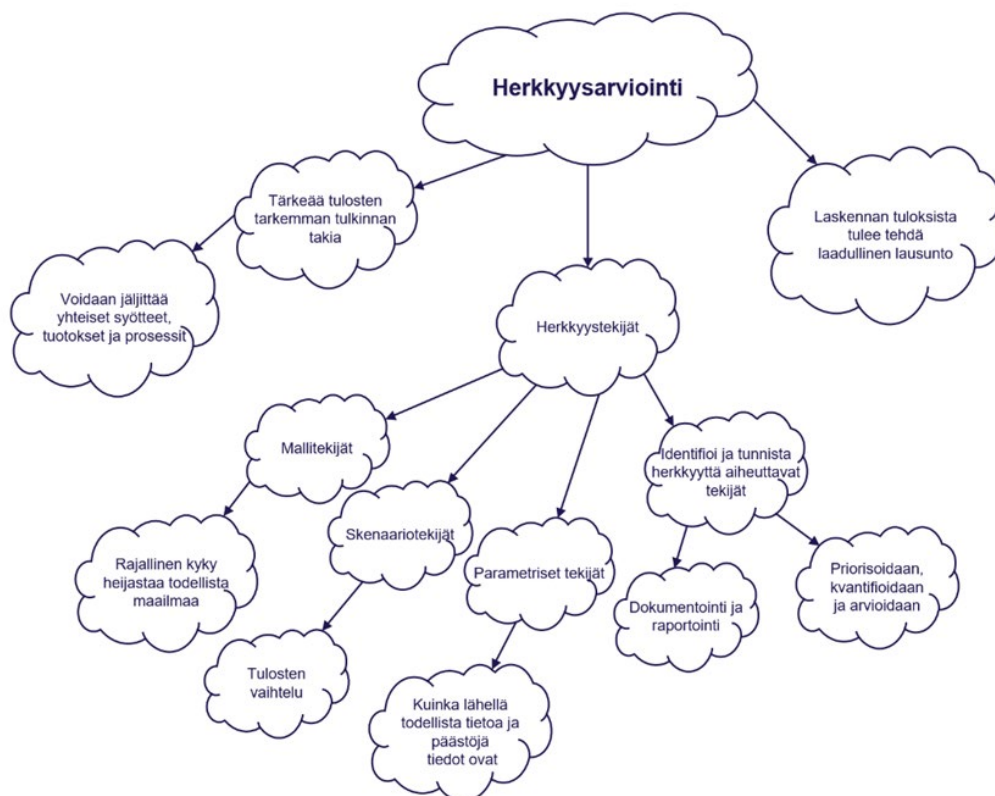 Herkkyysarviointi
Tärkeää tulosten
tarkemman tulkinnan
takia
Laskennan tuloksista
tulee tehdä
laadullinen lausunto
Voidaan jäljittää
yhteiset syötteet,
tuotokset ja prosessit
Herkkyystekijät
Mallitekijät
Identifioi ja tunnista
herkkyyttä aiheuttavat
tekijät
Skenaariotekijät
Rajallinen kyky
heijastaa todellista
maailmaa
Parametriset tekijät
Priorisoidaan,
kvantifioidaan
ja arvioidaan
Dokumentointi ja
raportointi
Tulosten
vaihtelu
Kuinka lähellä
todellista tietoa ja
päästöjä
tiedot ovat